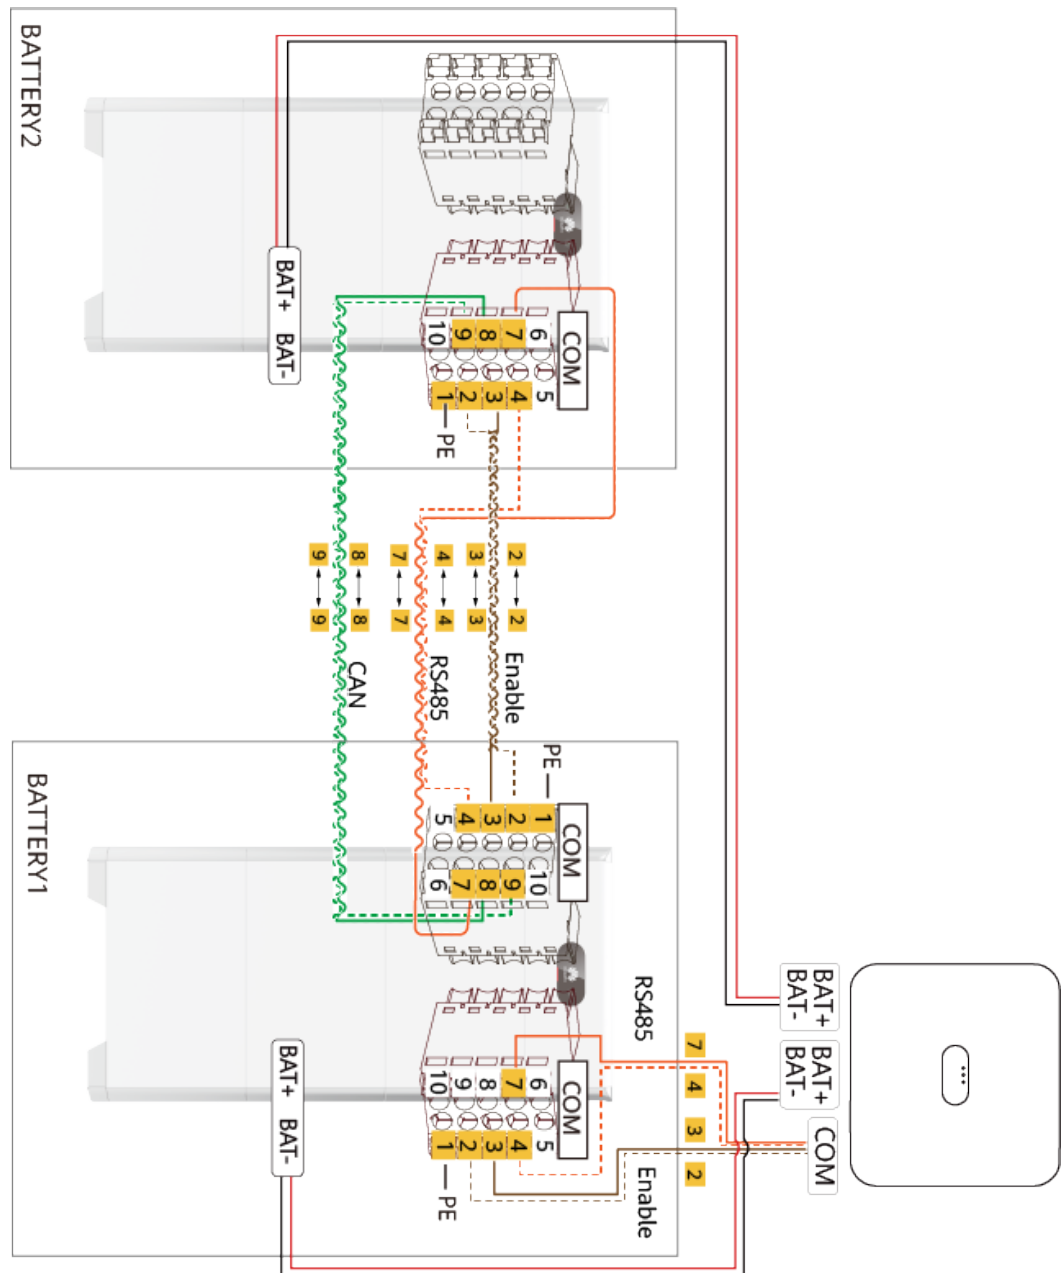 BATTERY2
BAT+ BAT-
COM
6
7
8
9
10
5
4
3
2
1
PE
2 2
3 3
4 4
7 7
8 8
9 9
Enable
RS485
CAN
BATTERY1
PE
COM
1
2
3
4
5
10
9
8
7
6
BAT+ BAT-
COM
6
7
8
9
10
5
4
3
2
1
PE
RS485
7
4
3
2
Enable
BAT+
BAT-
BAT+
BAT-
COM